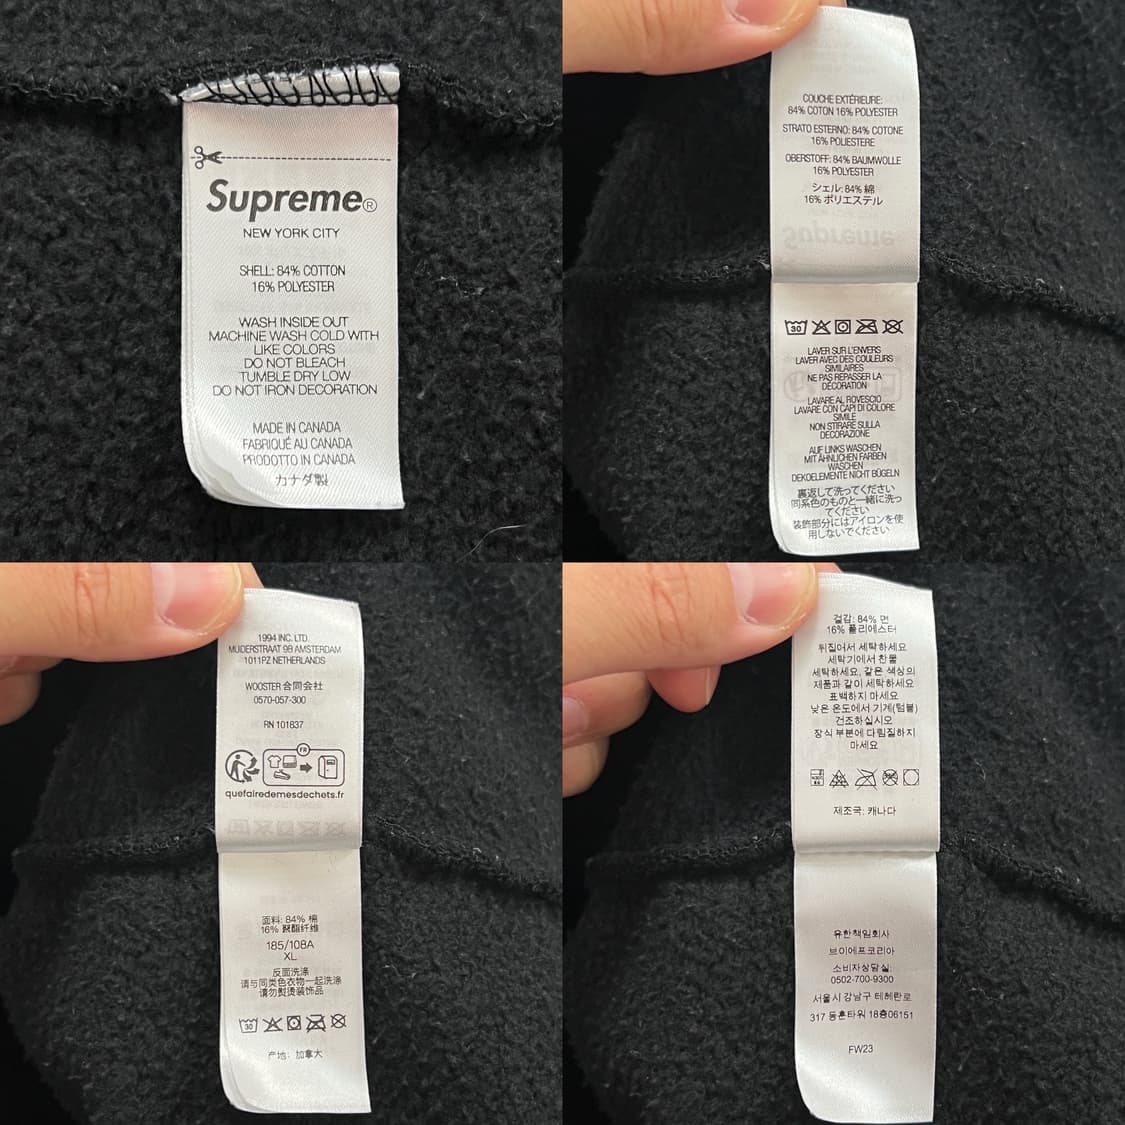 Supreme®
NEW YORK CITY
SHELL: 84% COTTON
16% POLYESTER
WASH INSIDE OUT
MACHINE WASH COLD WITH
LIKE COLORS
DO NOT BLEACH
TUMBLE DRY LOW
DO NOT IRON DECORATION
MADE IN CANADA
FABRIQUÉ AU CANADA
PRODOTTO IN CANADA
カナダ製
COUCHE EXTÉRIEURE:
84% COTON 16% POLYESTER
STRATO ESTERNO: 84% COTONE
16% POLIESTERE
OBERSTOFF: 84% BAUMWOLLE
16% POLYESTER
シェル: 84% 綿
16% ポリエステル
30
LAVER SUR L'ENVERS
LAVER AVEC DES COULEURS
SIMILAIRES
NE PAS REPASSER LA
DÉCORATION
LAVARE AL ROVESCIO
LAVARE CON CAPI DI COLORE
SIMILE
NON STIRARE SULLA
DECORAZIONE
AUF LINKS WASCHEN
MIT ÄHNLICHEN FARBEN
WASCHEN
DEKOELEMENTE NICHT BÜGELN
裏返して洗ってください
同系色のものと一緒に洗っ
てください
装飾部分にはアイロンを使
用しないでください
1994 INC. LTD.
MUIDERSTRAAT 9B AMSTERDAM
1011PZ NETHERLANDS
WOOSTER 合同会社
0570-057-300
RN 101837
FR
quefairedemesdechets.fr
面料: 84% 棉
16% 聚酯纤维
185/108A
XL
反面洗涤
请与同类色衣物一起洗涤
请勿熨烫装饰品
30
产地: 加拿大
겉감: 84% 면
16% 폴리에스터
뒤집어서 세탁하세요
세탁기에서 찬물
세탁하세요, 같은 색상의
제품과 같이 세탁하세요
표백하지 마세요
낮은 온도에서 기계(텀블)
건조하십시오
장식 부분에 다림질하지
마세요
제조국: 캐나다
유한책임회사
브이에프코리아
소비자상담실:
0502-700-9300
서울시 강남구 테헤란로
317 동훈타워 18층06151
FW23